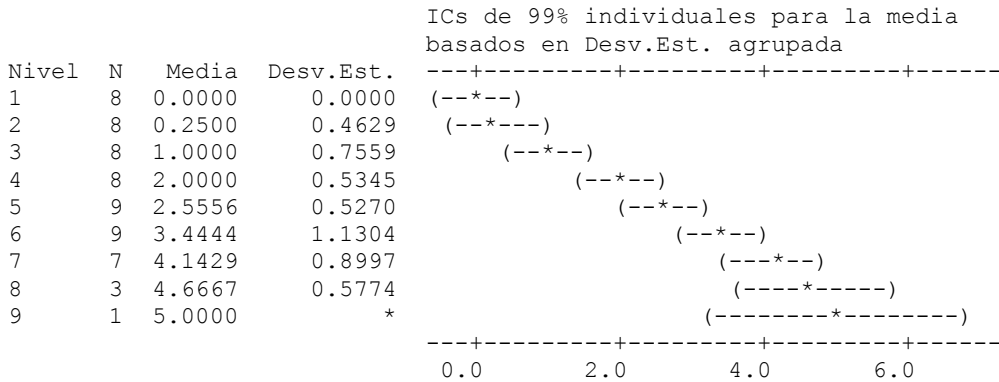 ICs de 99% individuales para la media
                            basados en Desv.Est. agrupada
Nivel  N   Media  Desv.Est.  ---+---------+---------+---------+------
1      8  0.0000     0.0000  (--*--)
2      8  0.2500     0.4629   (--*---)
3      8  1.0000     0.7559       (--*--)
4      8  2.0000     0.5345            (--*--)
5      9  2.5556     0.5270               (--*--)
6      9  3.4444     1.1304                   (--*--)
7      7  4.1429     0.8997                      (---*--)
8      3  4.6667     0.5774                       (----*-----)
9      1  5.0000          *                     (--------*--------)
                             ---+---------+---------+---------+------
                              0.0       2.0       4.0       6.0